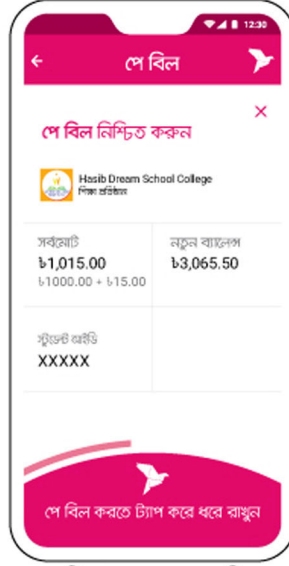 12:30
পে বিল
পে বিল নিশ্চিত করুন
Hasib Dream School College
শিক্ষা প্রতিষ্ঠান
সর্বমোট
৳1,015.00
৳1000.00 + ৳15.00
নতুন ব্যালেন্স
৳3,065.50
স্টুডেন্ট আইডি
XXXXX
পে বিল করতে ট্যাপ করে ধরে রাখুন